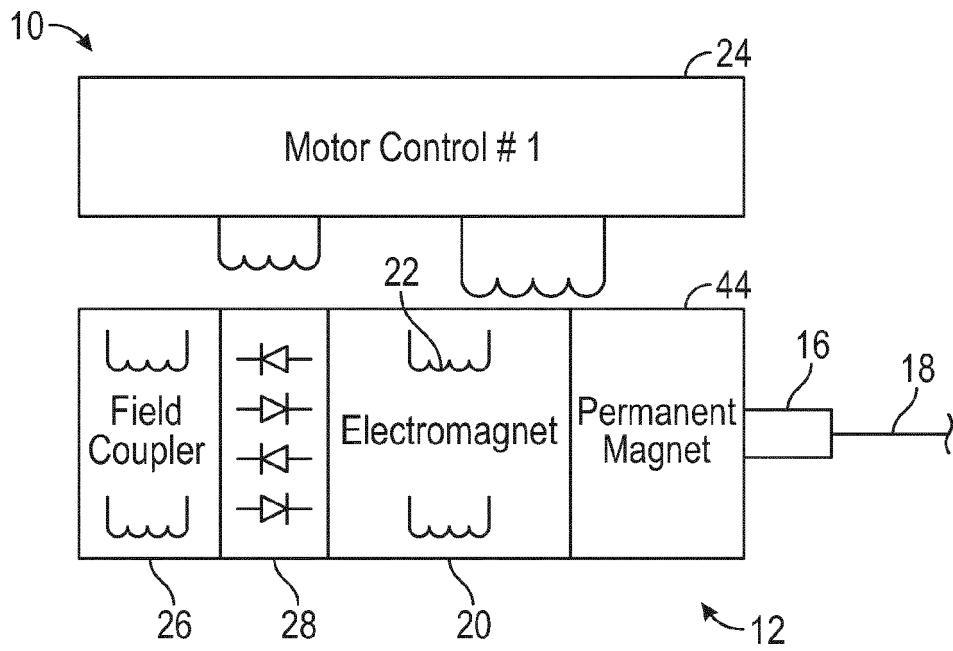 10
24
Motor Control # 1
22
44
16
18
Field
Coupler
Electromagnet
Permanent
Magnet
26
28
20
12